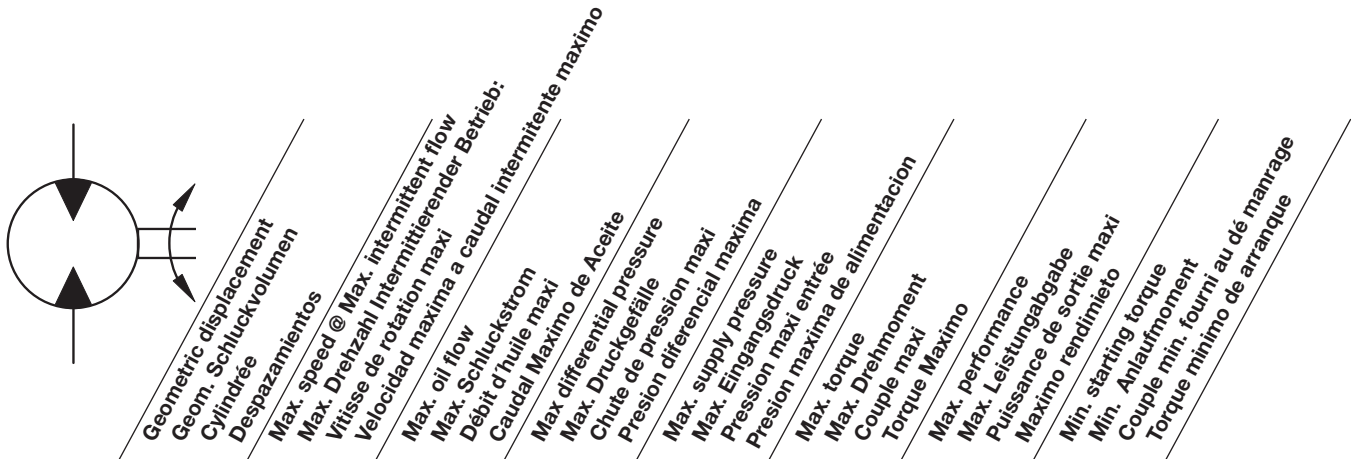 Geometric displacement
Geom. Schluckvolumen
Cylindrée
Despazamientos
Max. speed @ Max. intermittent flow
Max. Drehzahl Intermittierender Betrieb:
Vitisse de rotation maxi
Velocidad maxima a caudal intermitente maximo
Max. oil flow
Max. Schluckstrom
Débit d'huile maxi
Caudal Maximo de Aceite
Max differential pressure
Max. Druckgefälle
Chute de pression maxi
Presion diferencial maxima
Max. supply pressure
Max. Eingangsdruck
Pression maxi entrée
Presion maxima de alimentacion
Max. torque
Max. Drehmoment
Couple maxi
Torque Maximo
Max. performance
Max. Leistungabgabe
Puissance de sortie maxi
Maximo rendimieto
Min. starting torque
Min. Anlaufmoment
Couple min. fourni au dé manrage
Torque minimo de arranque